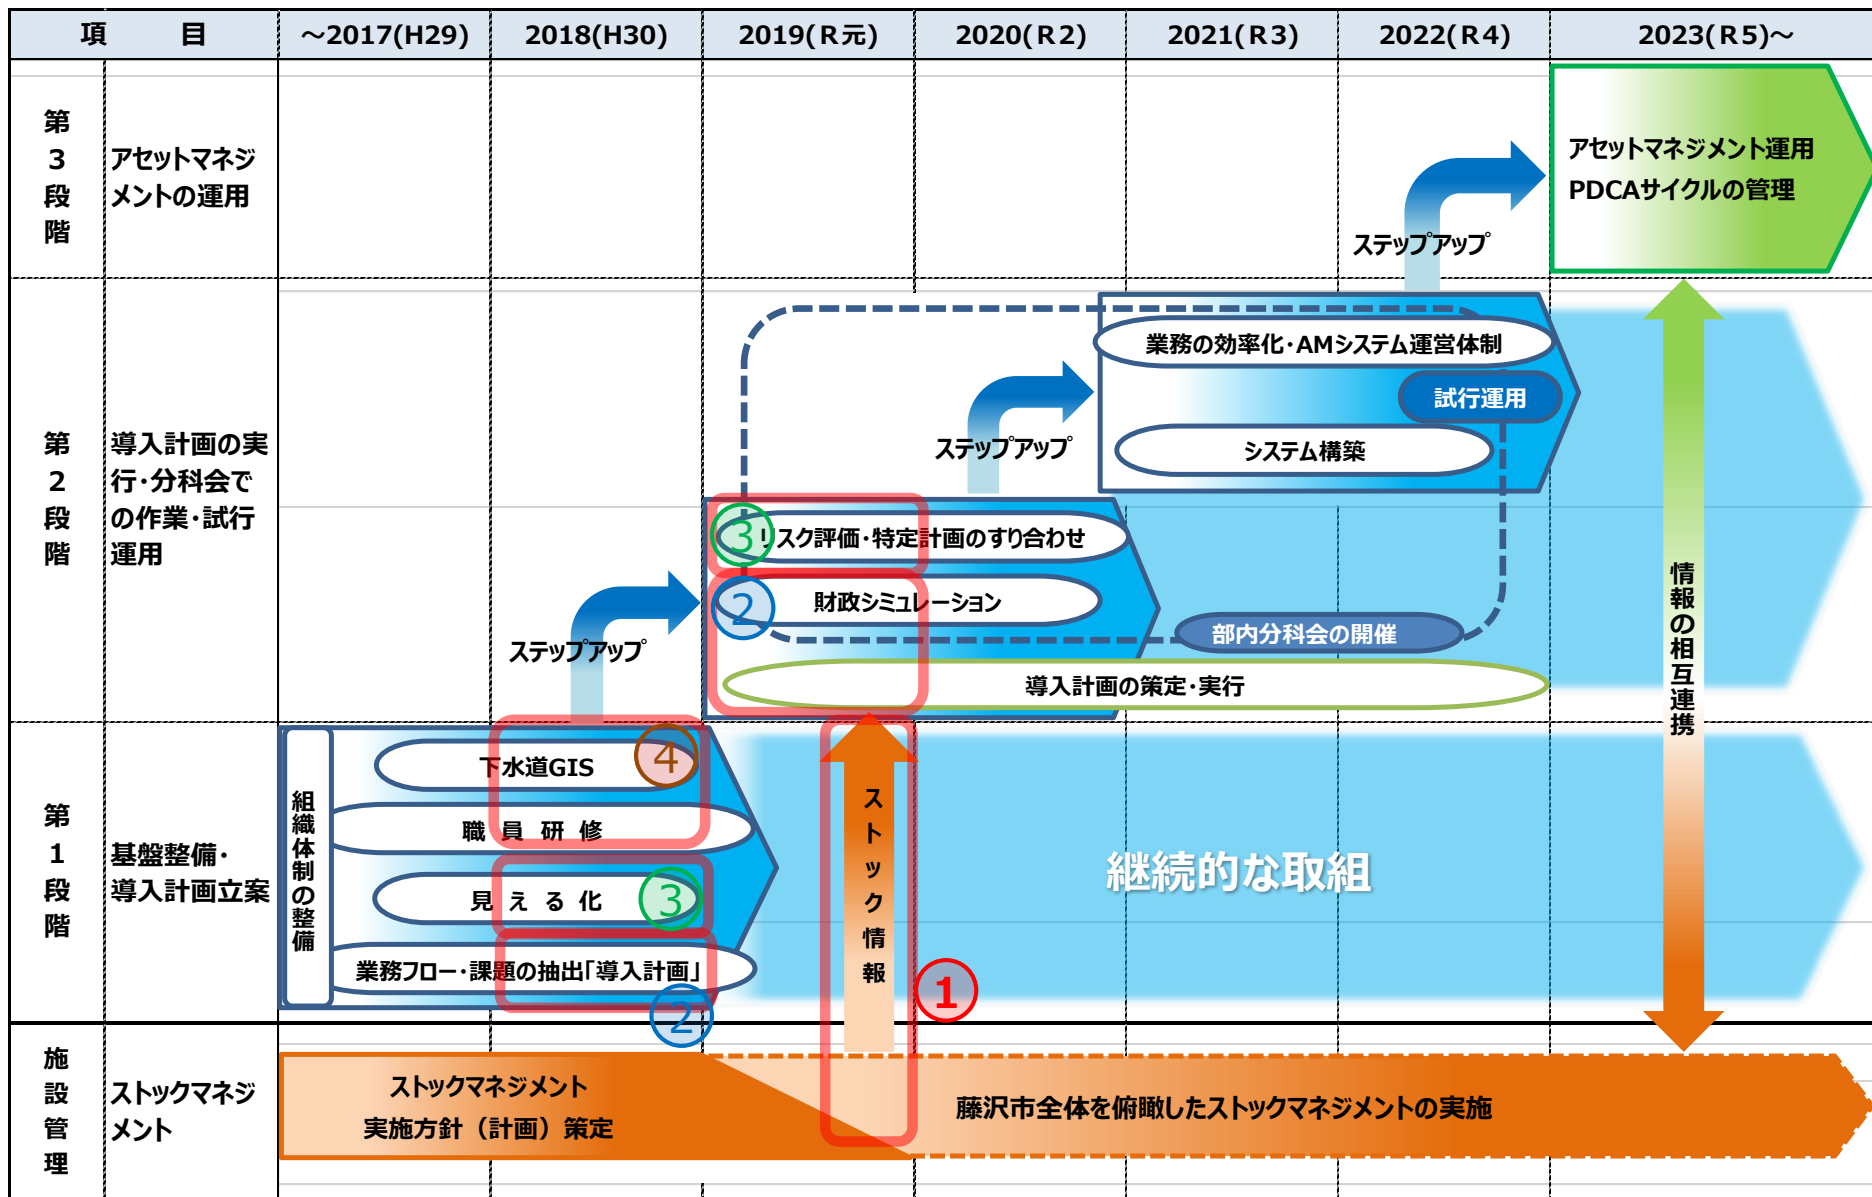 項 目
～2017(H29)
2018(H30)
2019(R元)
2020(R2)
2021(R3)
2022(R4)
2023(R5)～
第3段階
アセットマネジ
メントの運用
アセットマネジメント運用
PDCAサイクルの管理
ステップアップ
第2段階
導入計画の実
行・分科会で
の作業・試行
運用
業務の効率化・AMシステム運営体制
試行運用
システム構築
ステップアップ
③
リスク評価・特定計画のすり合わせ
②
財政シミュレーション
部内分科会の開催
導入計画の策定・実行
ステップアップ
情報の相互連携
第1段階
基盤整備・
導入計画立案
組織体制の整備
下水道GIS
④
職員研修
見える化
③
業務フロー・課題の抽出「導入計画」
②
ストック情報
①
継続的な取組
施設管理
ストックマネジ
メント
ストックマネジメント
実施方針（計画）策定
藤沢市全体を俯瞰したストックマネジメントの実施